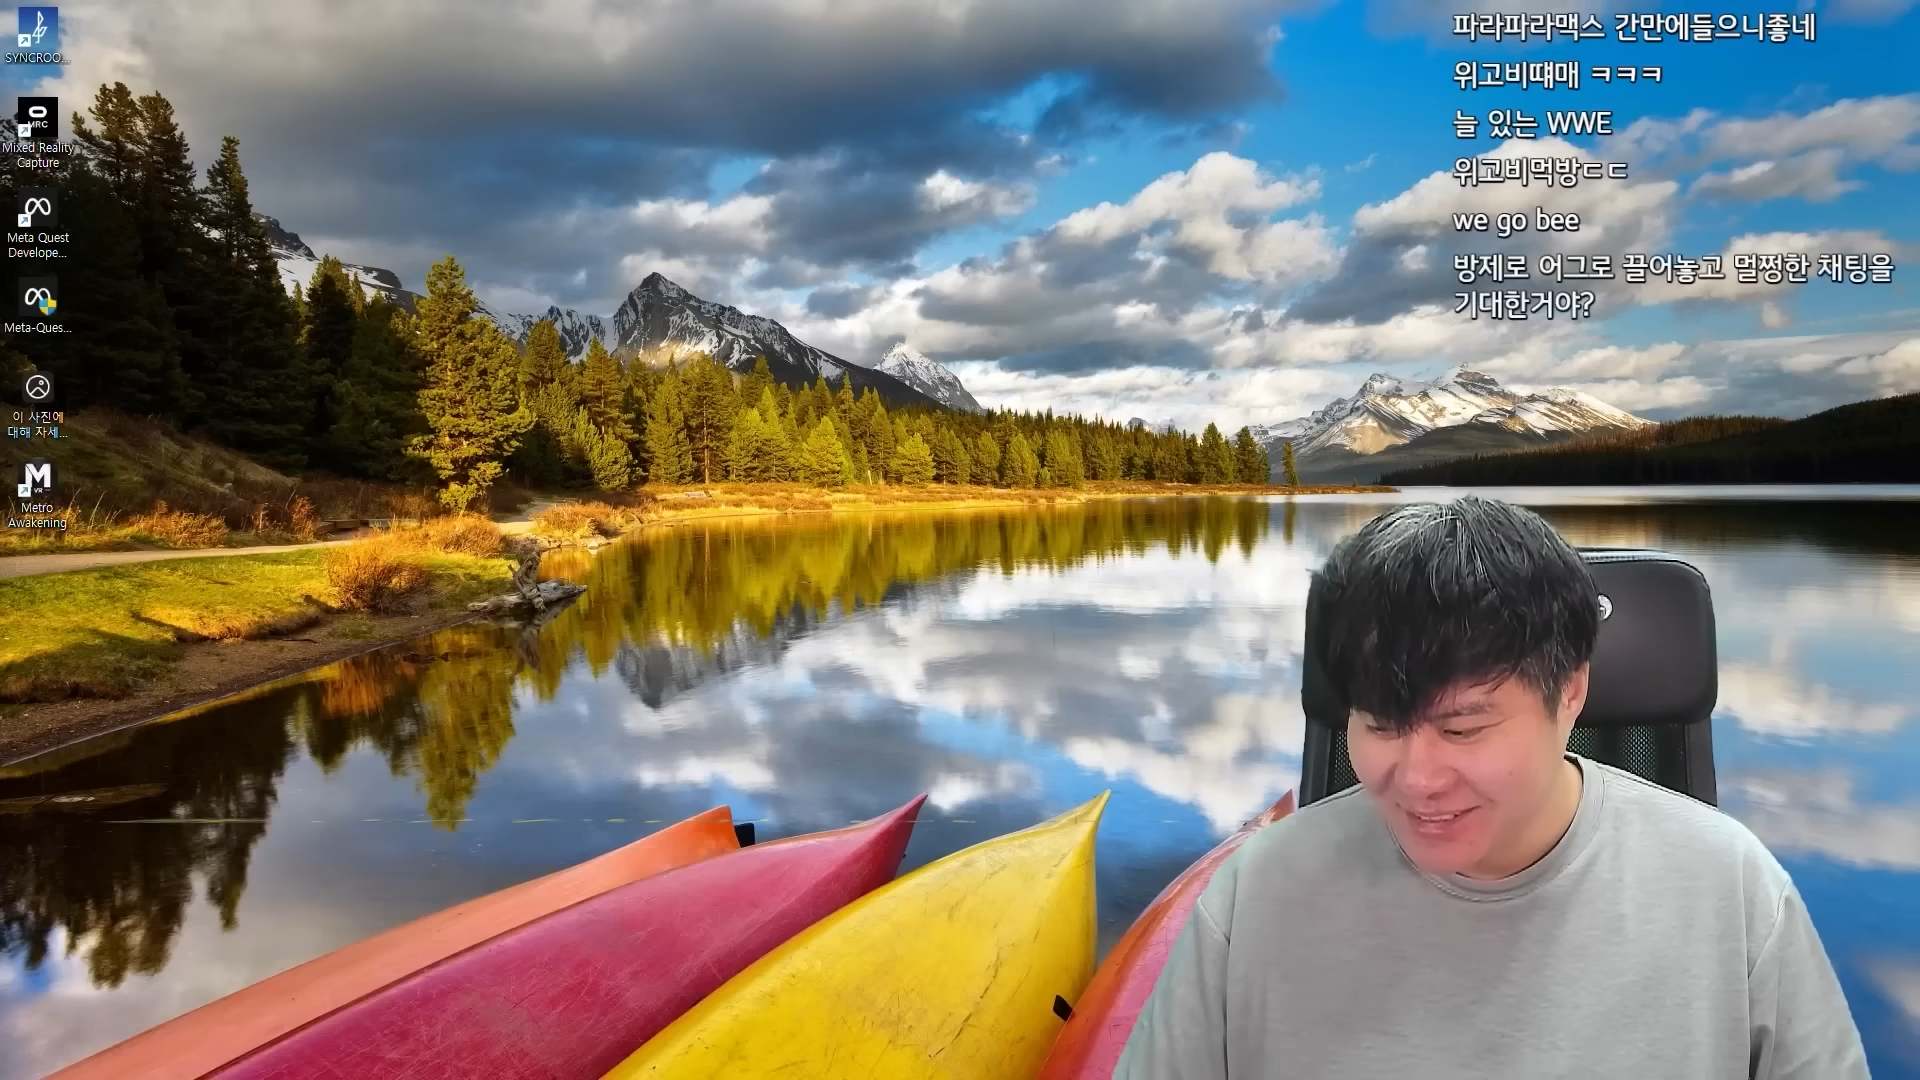 SYNCROO...
MRC
Mixed Reality
Capture
Meta Quest
Develope...
Meta-Ques...
이 사진에
대해 자세...
M
VR
Metro
Awakening
파라파라맥스 간만에들으니좋네
위고비떄매 ㅋㅋㅋ
늘 있는 WWE
위고비먹방ㄷㄷ
we go bee
방제로 어그로 끌어놓고 멀쩡한 채팅을
기대한거야?